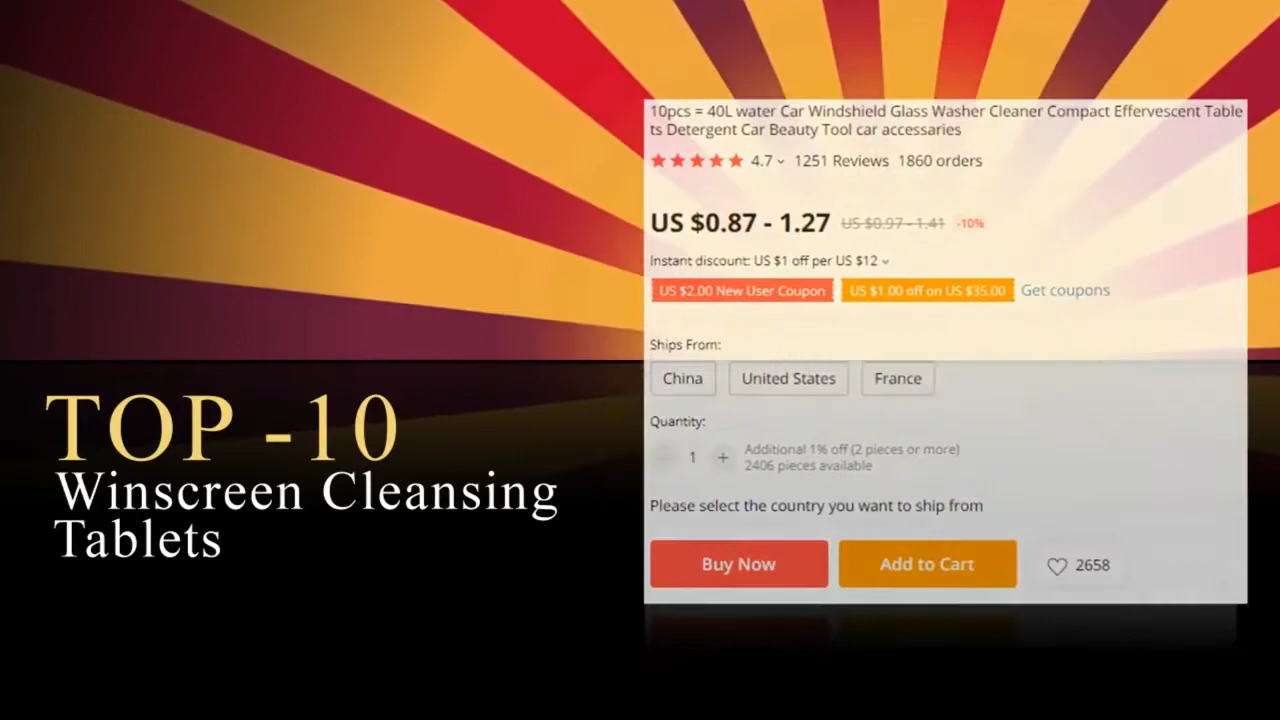 10pcs = 40L water Car Windshield Glass Washer Cleaner Compact Effervescent Table
ts Detergent Car Beauty Tool car accessaries
4.7 1251 Reviews 1860 orders
US $0.87 - 1.27 US $0.97 - 1.41 -10%
Instant discount: US $1 off per US $12
US $2.00 New User Coupon US $1.00 off on US $35.00 Get coupons
Ships From:
China United States France
Quantity:
1 + Additional 1% off (2 pieces or more)
2406 pieces available
Please select the country you want to ship from
Buy Now Add to Cart 2658
TOP -10
Winscreen Cleansing
Tablets